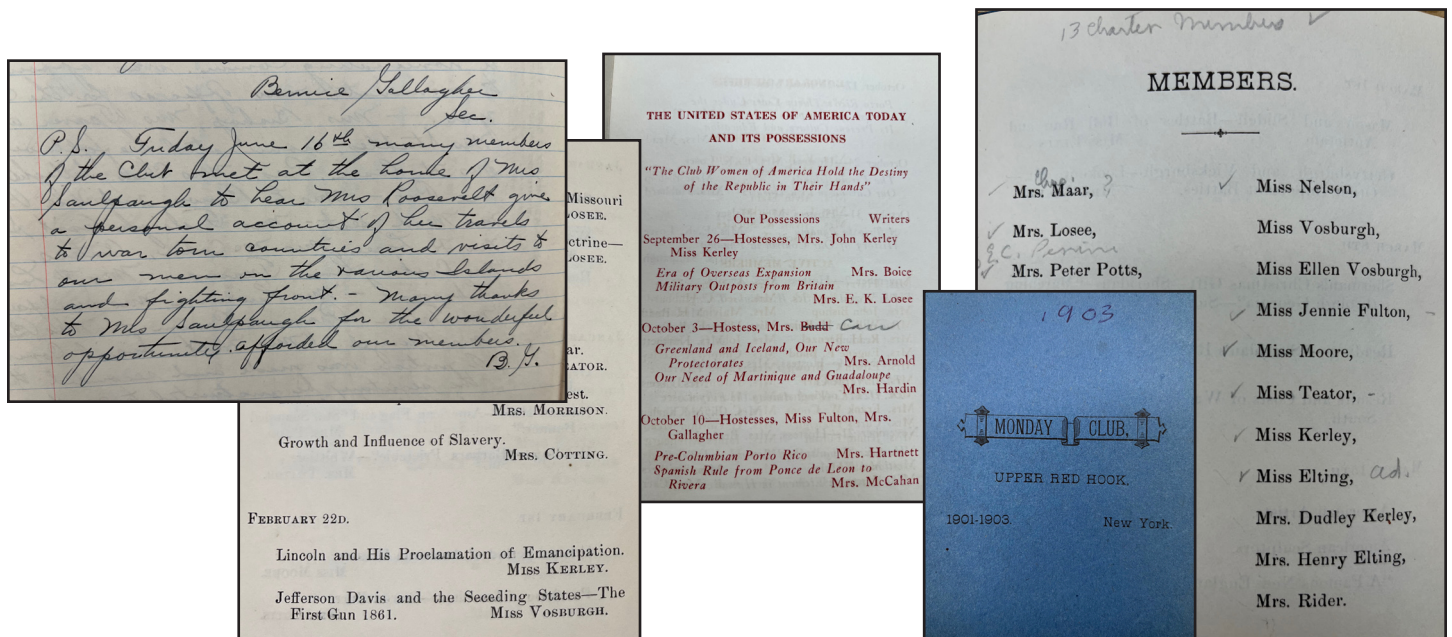 Bernice Gallagher
Sec.
P.S. Friday June 16th many members
of the Club met at the home of Mrs
Saulpaugh to hear Mrs Roosevelt give
a personal account of her travels
to war torn countries and visits to
our men on the various Islands
and fighting front. - Many thanks
to Mrs Saulpaugh for the wonderful
opportunity afforded our members.
B.G.
Missouri
LOSEE.
ctrine—
LOSEE.
ar.
EATOR.
est.
MRS. MORRISON.
Growth and Influence of Slavery.
MRS. COTTING.
FEBRUARY 22D.
Lincoln and His Proclamation of Emancipation.
MISS KERLEY.
Jefferson Davis and the Seceding States—The
First Gun 1861. MISS VOSBURGH.
THE UNITED STATES OF AMERICA TODAY
AND ITS POSSESSIONS
"The Club Women of America Hold the Destiny
of the Republic in Their Hands"
Our Possessions Writers
September 26—Hostesses, Mrs. John Kerley
Miss Kerley
Era of Overseas Expansion Mrs. Boice
Military Outposts from Britain
Mrs. E. K. Losee
October 3—Hostess, Mrs. Budd Carr
Greenland and Iceland, Our New
Protectorates Mrs. Arnold
Our Need of Martinique and Guadaloupe
Mrs. Hardin
October 10—Hostesses, Miss Fulton, Mrs.
Gallagher
Pre-Columbian Porto Rico Mrs. Hartnett
Spanish Rule from Ponce de Leon to
Rivera Mrs. McCahan
1903
MONDAY CLUB,
UPPER RED HOOK.
1901-1903. New York.
13 Charter Members
MEMBERS.
Chas.
Mrs. Maar, ?
Mrs. Losee,
E.C. Perrine
Mrs. Peter Potts,
Miss Nelson,
Miss Vosburgh,
Miss Ellen Vosburgh,
Miss Jennie Fulton, -
Miss Moore,
Miss Teator, -
Miss Kerley,
Miss Elting, ad.
Mrs. Dudley Kerley,
Mrs. Henry Elting,
Mrs. Rider.